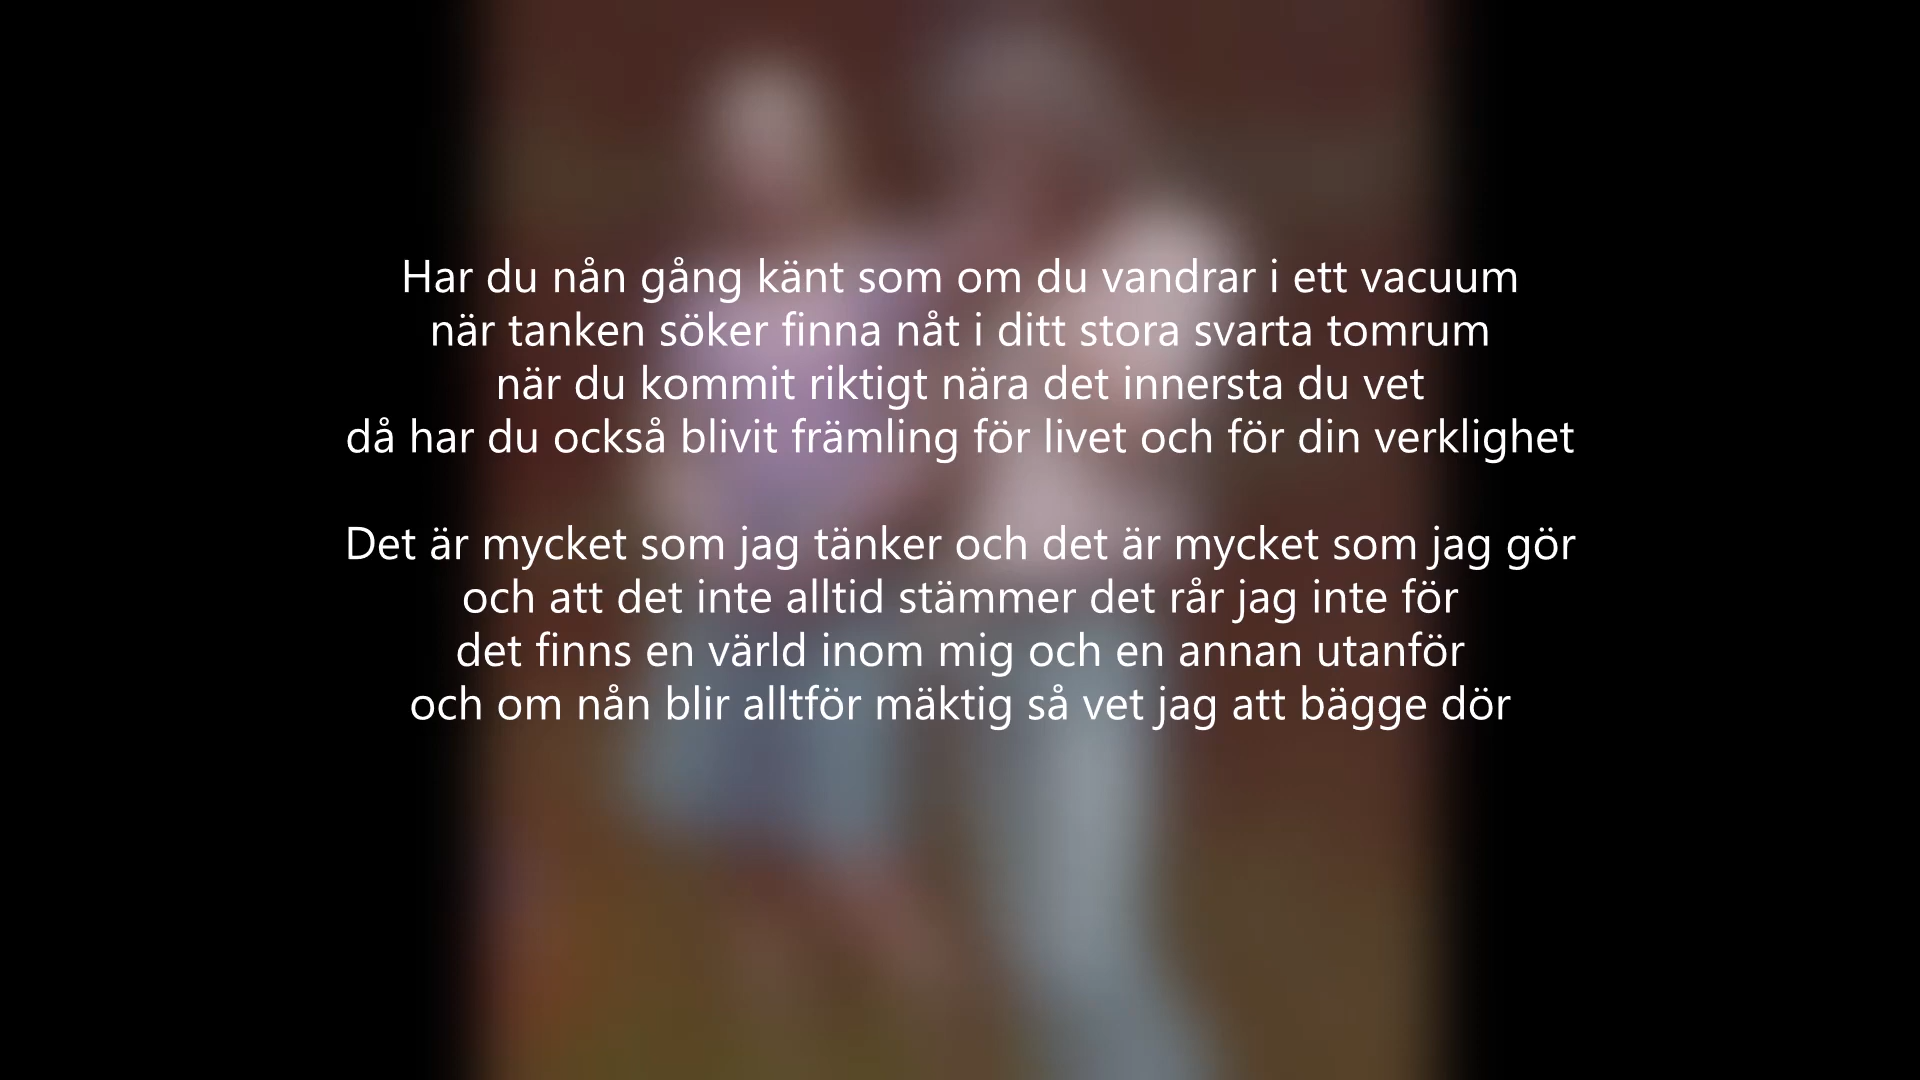 Har du nån gång känt som om du vandrar i ett vacuum
när tanken söker finna nåt i ditt stora svarta tomrum
när du kommit riktigt nära det innersta du vet
då har du också blivit främling för livet och för din verklighet
Det är mycket som jag tänker och det är mycket som jag gör
och att det inte alltid stämmer det rår jag inte för
det finns en värld inom mig och en annan utanför
och om nån blir alltför mäktig så vet jag att bägge dör